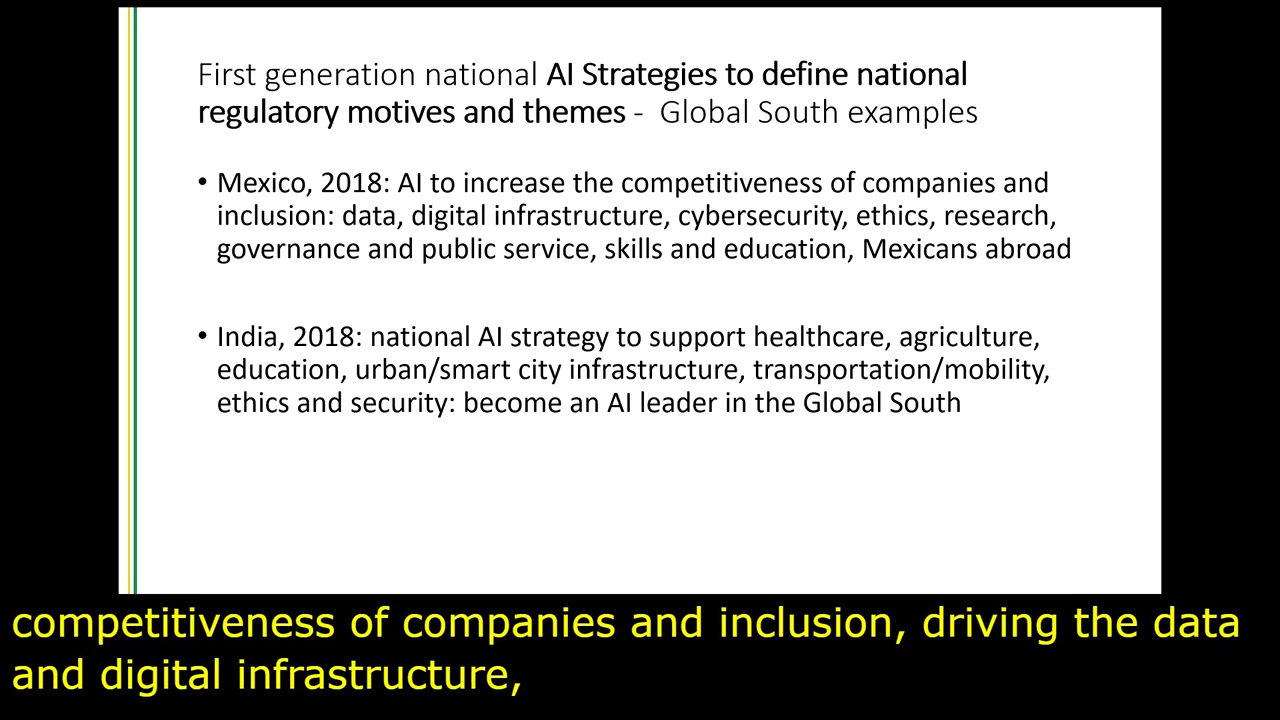 First generation national AI Strategies to define national
regulatory motives and themes - Global South examples
• Mexico, 2018: AI to increase the competitiveness of companies and
inclusion: data, digital infrastructure, cybersecurity, ethics, research,
governance and public service, skills and education, Mexicans abroad
• India, 2018: national AI strategy to support healthcare, agriculture,
education, urban/smart city infrastructure, transportation/mobility,
ethics and security: become an AI leader in the Global South
competitiveness of companies and inclusion, driving the data
and digital infrastructure,